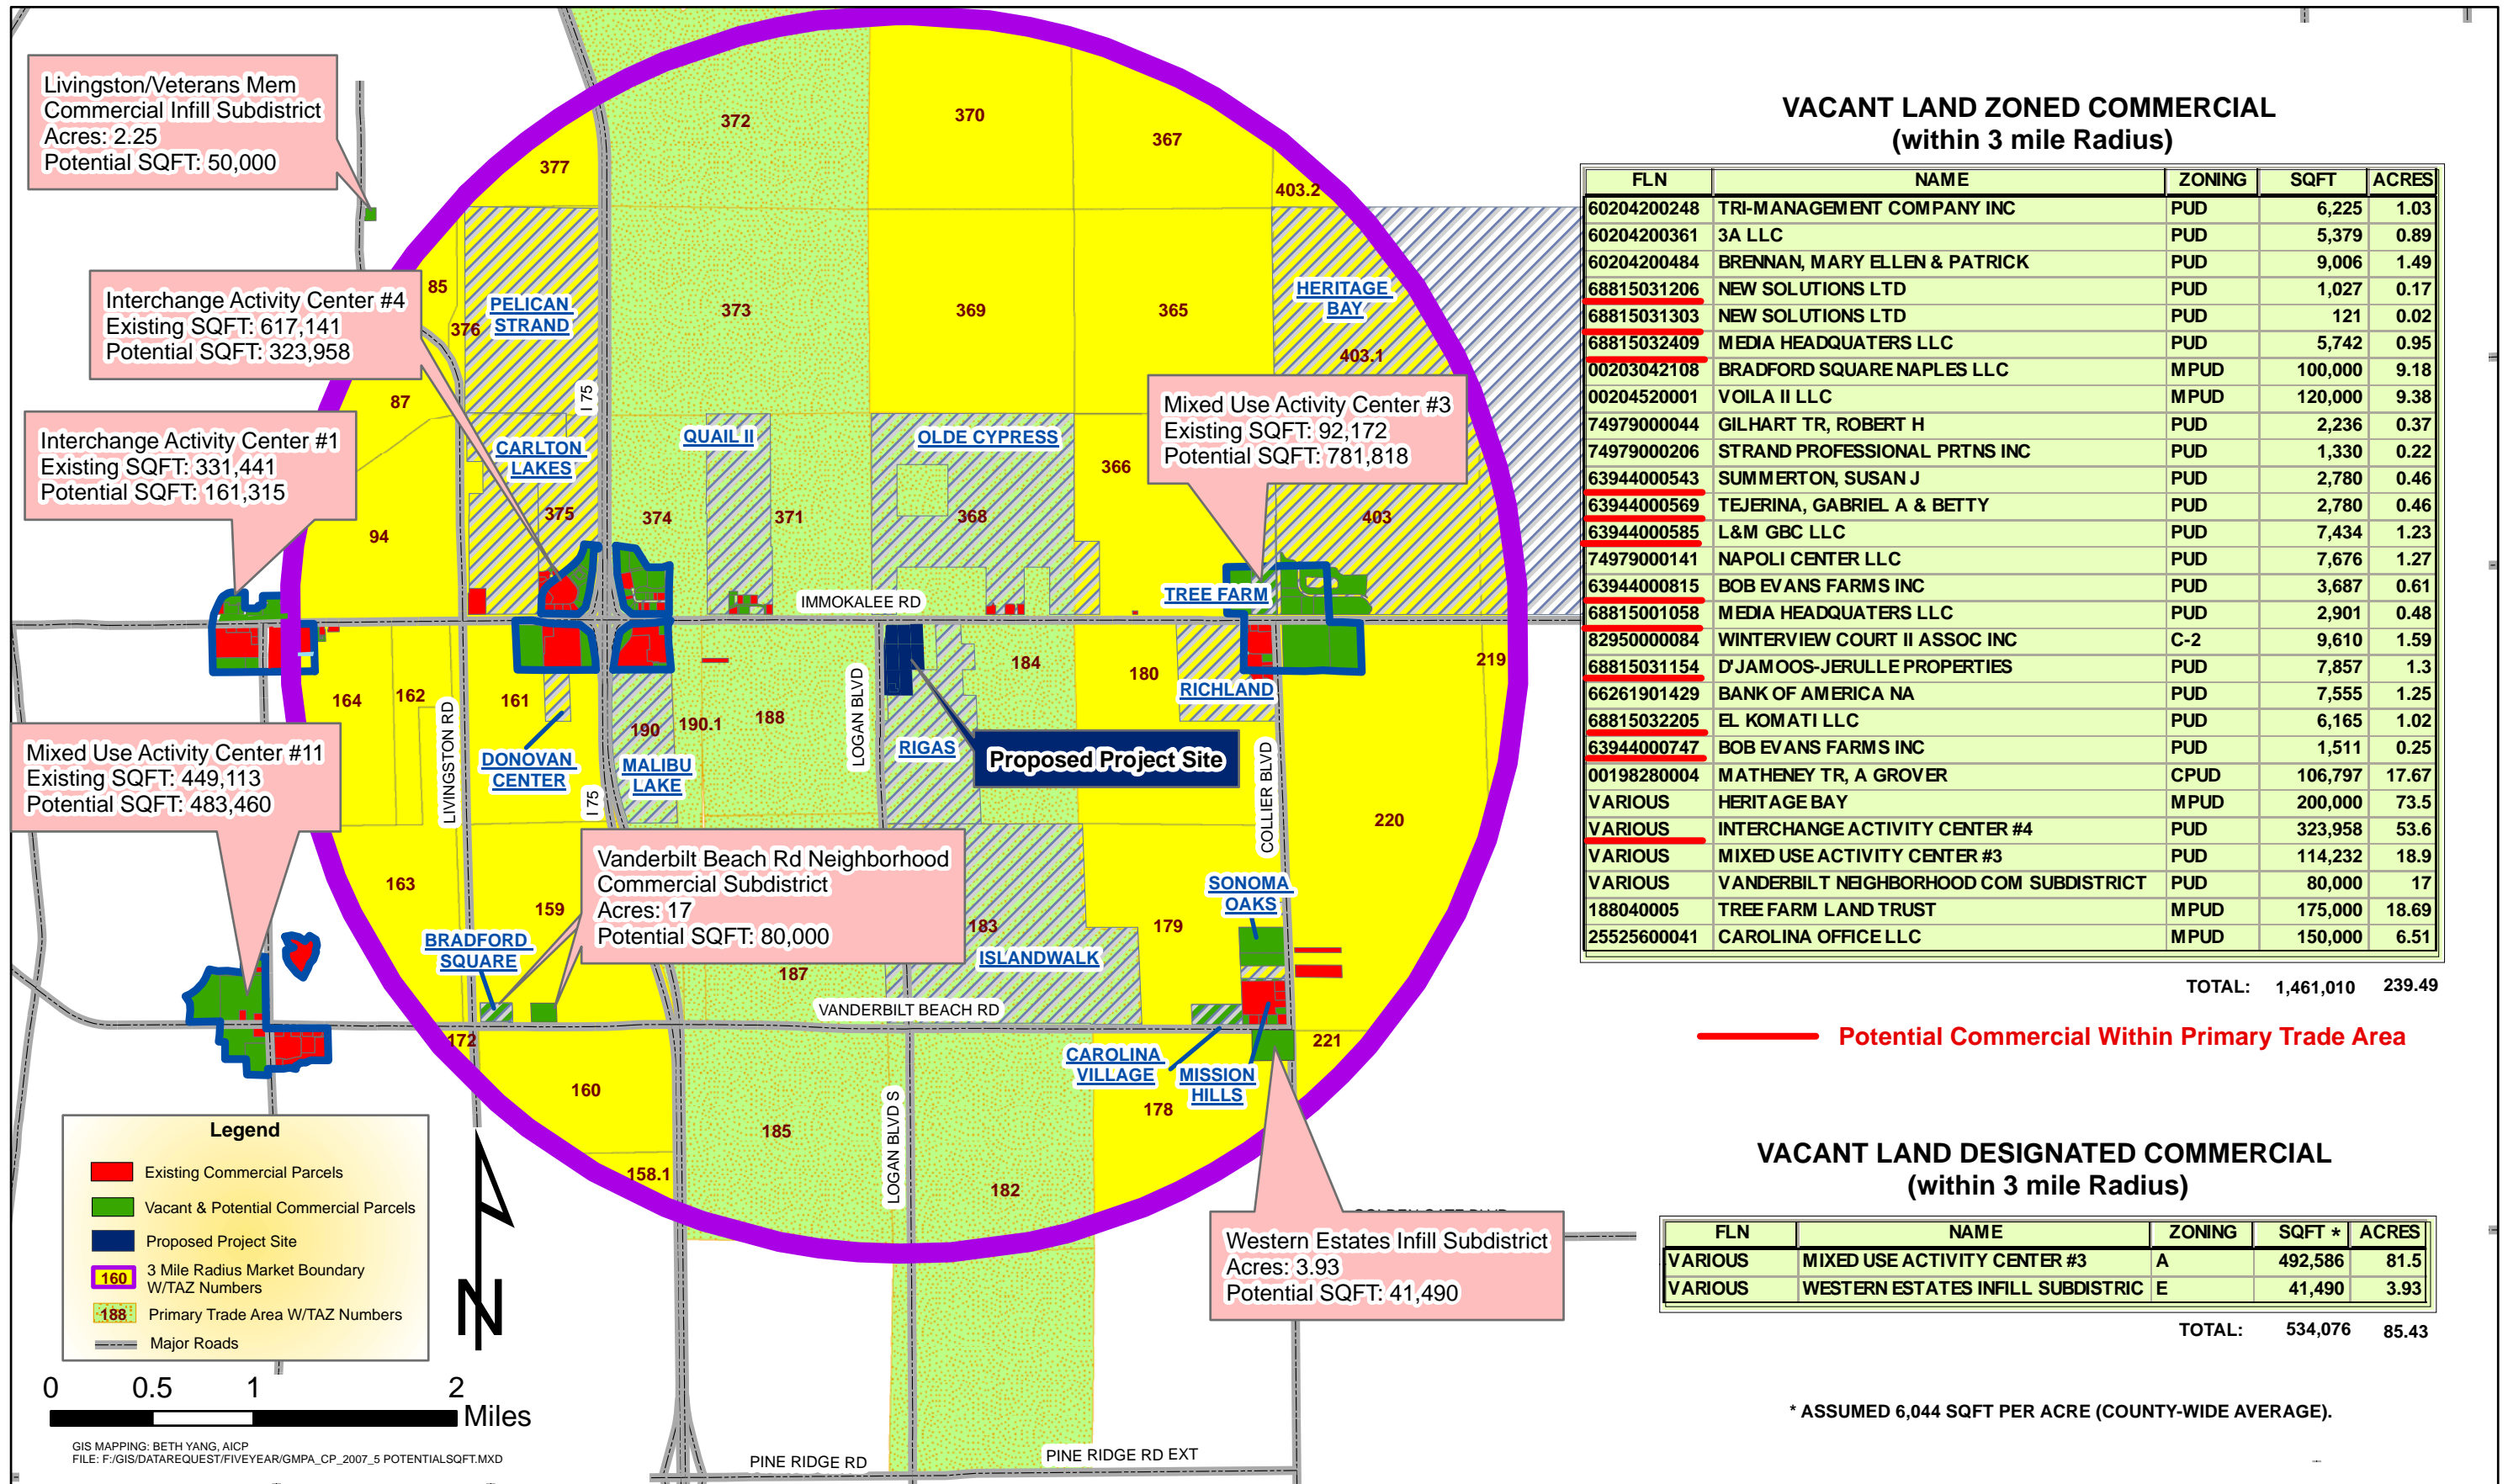 Livingston/Veterans Mem
Commercial Infill Subdistrict
Acres: 2.25
Potential SQFT: 50,000
Interchange Activity Center #4
Existing SQFT: 617,141
Potential SQFT: 323,958
Interchange Activity Center #1
Existing SQFT: 331,441
Potential SQFT: 161,315
Mixed Use Activity Center #11
Existing SQFT: 449,113
Potential SQFT: 483,460
Mixed Use Activity Center #3
Existing SQFT: 92,172
Potential SQFT: 781,818
Vanderbilt Beach Rd Neighborhood
Commercial Subdistrict
Acres: 17
Potential SQFT: 80,000
Western Estates Infill Subdistrict
Acres: 3.93
Potential SQFT: 41,490
Proposed Project Site
372
370
367
377
403.2
85
376
PELICAN
STRAND
373
369
365
HERITAGE
BAY
403.1
87
I 75
CARLTON
LAKES
QUAIL II
OLDE CYPRESS
366
94
375
374
371
368
403
TREE FARM
IMMOKALEE RD
164
162
161
190
190.1
188
184
180
219
RICHLAND
LIVINGSTON RD
DONOVAN
CENTER
I 75
MALIBU
LAKE
LOGAN BLVD
RIGAS
COLLIER BLVD
220
163
159
183
179
SONOMA
OAKS
BRADFORD
SQUARE
187
ISLANDWALK
VANDERBILT BEACH RD
172
160
CAROLINA
VILLAGE
MISSION
HILLS
221
178
185
LOGAN BLVD S
182
158.1
PINE RIDGE RD
PINE RIDGE RD EXT
VACANT LAND ZONED COMMERCIAL
(within 3 mile Radius)
FLN NAME ZONING SQFT ACRES
60204200248 TRI-MANAGEMENT COMPANY INC PUD 6,225 1.03
60204200361 3A LLC PUD 5,379 0.89
60204200484 BRENNAN, MARY ELLEN & PATRICK PUD 9,006 1.49
68815031206 NEW SOLUTIONS LTD PUD 1,027 0.17
68815031303 NEW SOLUTIONS LTD PUD 121 0.02
68815032409 MEDIA HEADQUATERS LLC PUD 5,742 0.95
00203042108 BRADFORD SQUARE NAPLES LLC MPUD 100,000 9.18
00204520001 VOILA II LLC MPUD 120,000 9.38
74979000044 GILHART TR, ROBERT H PUD 2,236 0.37
74979000206 STRAND PROFESSIONAL PRTNS INC PUD 1,330 0.22
63944000543 SUMMERTON, SUSAN J PUD 2,780 0.46
63944000569 TEJERINA, GABRIEL A & BETTY PUD 2,780 0.46
63944000585 L&M GBC LLC PUD 7,434 1.23
74979000141 NAPOLI CENTER LLC PUD 7,676 1.27
63944000815 BOB EVANS FARMS INC PUD 3,687 0.61
68815001058 MEDIA HEADQUATERS LLC PUD 2,901 0.48
82950000084 WINTERVIEW COURT II ASSOC INC C-2 9,610 1.59
68815031154 D'JAMOOS-JERULLE PROPERTIES PUD 7,857 1.3
66261901429 BANK OF AMERICA NA PUD 7,555 1.25
68815032205 EL KOMATI LLC PUD 6,165 1.02
63944000747 BOB EVANS FARMS INC PUD 1,511 0.25
00198280004 MATHENEY TR, A GROVER CPUD 106,797 17.67
VARIOUS HERITAGE BAY MPUD 200,000 73.5
VARIOUS INTERCHANGE ACTIVITY CENTER #4 PUD 323,958 53.6
VARIOUS MIXED USE ACTIVITY CENTER #3 PUD 114,232 18.9
VARIOUS VANDERBILT NEIGHBORHOOD COM SUBDISTRICT PUD 80,000 17
188040005 TREE FARM LAND TRUST MPUD 175,000 18.69
25525600041 CAROLINA OFFICE LLC MPUD 150,000 6.51
TOTAL: 1,461,010 239.49
Potential Commercial Within Primary Trade Area
VACANT LAND DESIGNATED COMMERCIAL
(within 3 mile Radius)
FLN NAME ZONING SQFT * ACRES
VARIOUS MIXED USE ACTIVITY CENTER #3 A 492,586 81.5
VARIOUS WESTERN ESTATES INFILL SUBDISTRIC E 41,490 3.93
TOTAL: 534,076 85.43
* ASSUMED 6,044 SQFT PER ACRE (COUNTY-WIDE AVERAGE).
Legend
Existing Commercial Parcels
Vacant & Potential Commercial Parcels
Proposed Project Site
160 3 Mile Radius Market Boundary
W/TAZ Numbers
188 Primary Trade Area W/TAZ Numbers
Major Roads
N
0 0.5 1 2
Miles
GIS MAPPING: BETH YANG, AICP
FILE: F:/GIS/DATAREQUEST/FIVEYEAR/GMPA_CP_2007_5 POTENTIALSQFT.MXD